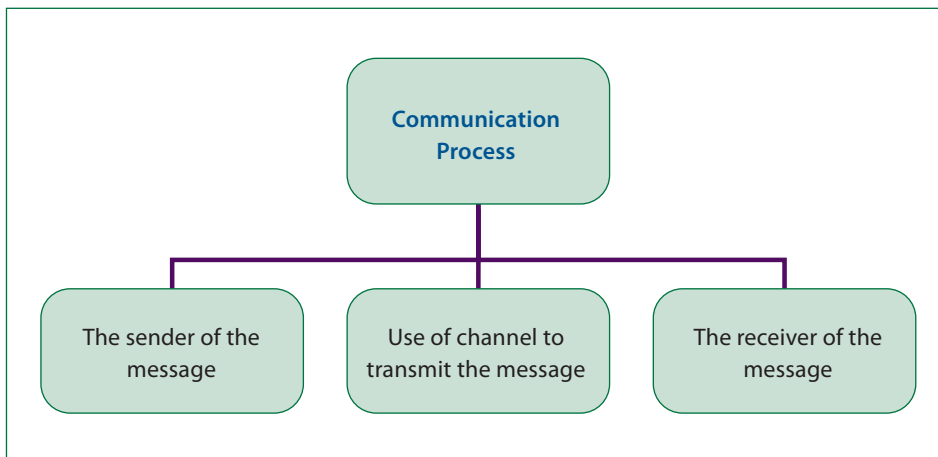 Communication
Process
The sender of the
message
Use of channel to
transmit the message
The receiver of the
message